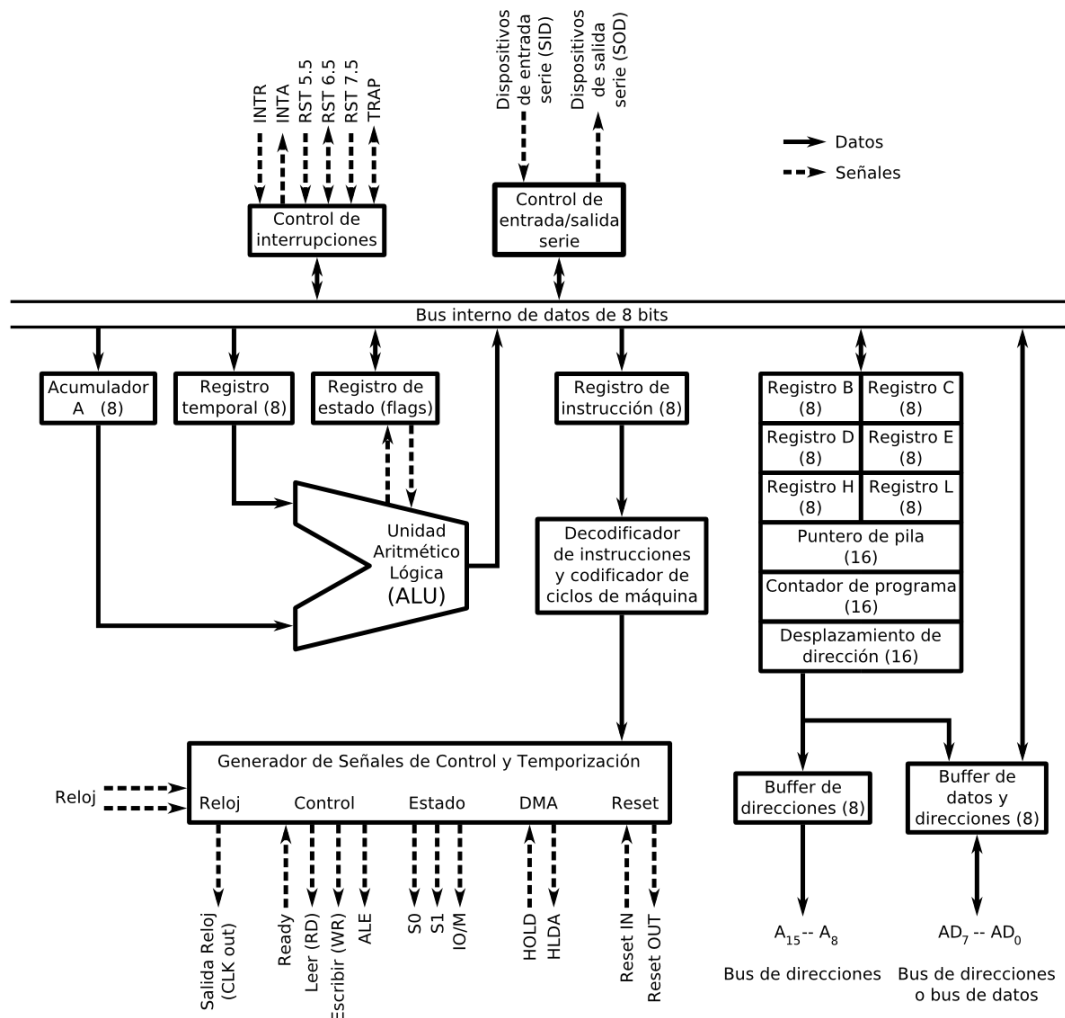 INTR
INTA
RST 5.5
RST 6.5
RST 7.5
TRAP
Dispositivos
de entrada
serie (SID)
Dispositivos
de salida
serie (SOD)
Datos
Señales
Control de
interrupciones
Control de
entrada/salida
serie
Bus interno de datos de 8 bits
Acumulador
A (8)
Registro
temporal (8)
Registro de
estado (flags)
Registro de
instrucción (8)
Registro B
(8)
Registro C
(8)
Registro D
(8)
Registro E
(8)
Registro H
(8)
Registro L
(8)
Puntero de pila
(16)
Contador de programa
(16)
Desplazamiento de
dirección (16)
Unidad
Aritmético
Lógica
(ALU)
Decodificador
de instrucciones
y codificador de
ciclos de máquina
Generador de Señales de Control y Temporización
Reloj
Reloj Control Estado DMA Reset
Buffer de
direcciones (8)
Buffer de
datos y
direcciones (8)
Salida Reloj
(CLK out)
Ready
Leer (RD)
Escribir (WR)
ALE
S0
S1
IO/M
HOLD
HLDA
Reset IN
Reset OUT
A15 -- A8
Bus de direcciones
AD7 -- AD0
Bus de direcciones
o bus de datos